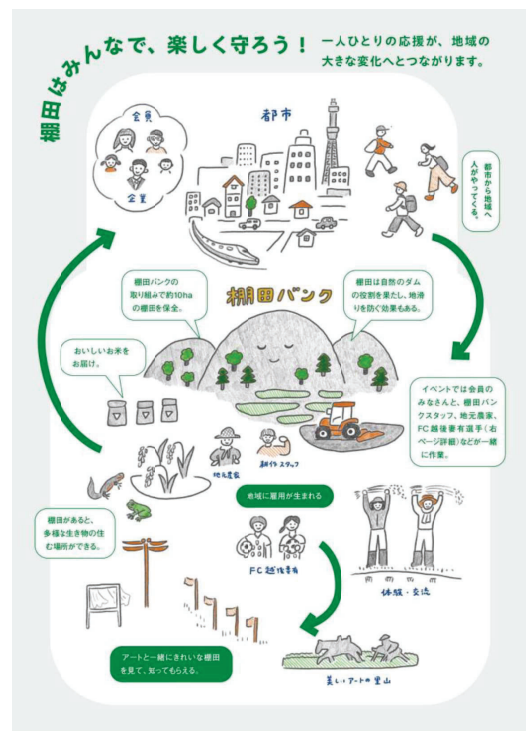 棚田はみんなで、楽しく守ろう！
一人ひとりの応援が、地域の
大きな変化へとつながります。
会員
企業
都市
都市から地域へ
人がやってくる。
棚田バンクの
取り組みで約10ha
の棚田を保全。
棚田バンク
棚田は自然のダム
の役割を果たし、地滑
りを防ぐ効果もある。
おいしいお米を
お届け。
イベントでは会員の
みなさんと、棚田バン
クスタッフ、地元農家、
FC越後妻有選手（右
ページ詳細）などが一緒
に作業。
地元農家
耕作スタッフ
地域に雇用が生まれる
棚田があると、
多様な生き物の住
む場所ができる。
FC越後妻有
体験・交流
アートと一緒にきれいな棚田
を見て、知ってもらえる。
美しいアートの里山